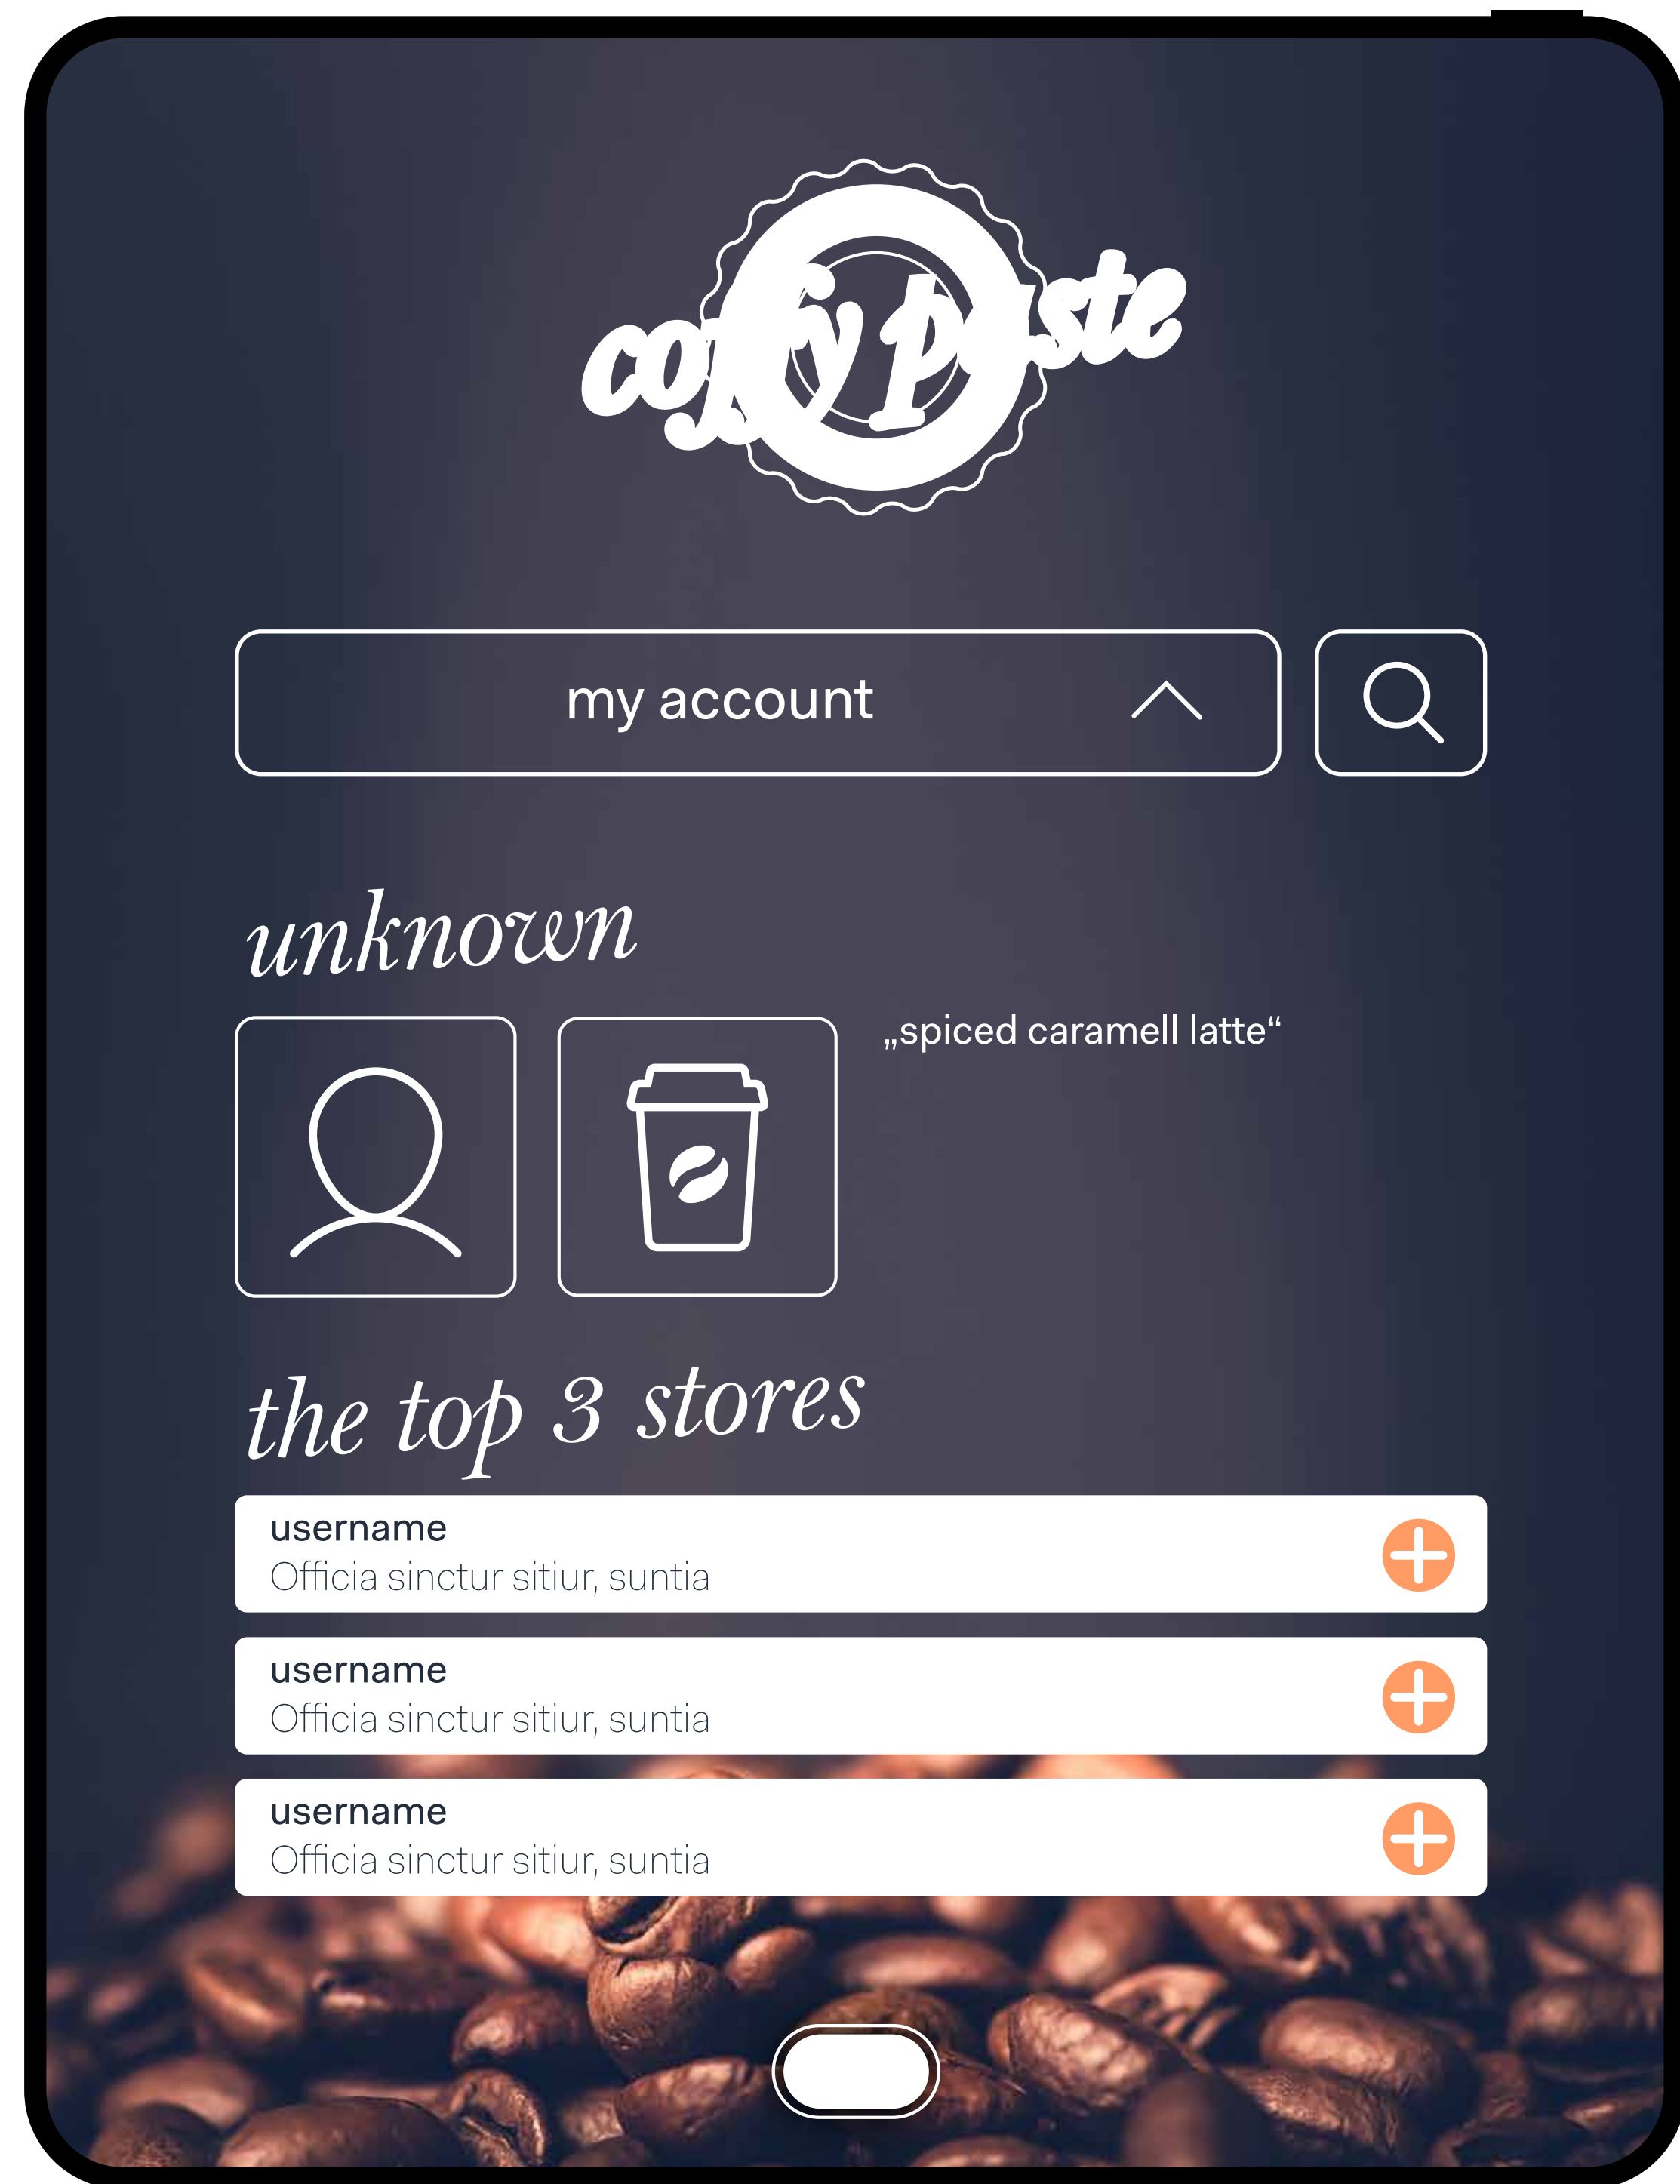 coffy paste
my account
unknown
„spiced caramell latte“
the top 3 stores
username
Officia sinctur sitiur, suntia
username
Officia sinctur sitiur, suntia
username
Officia sinctur sitiur, suntia